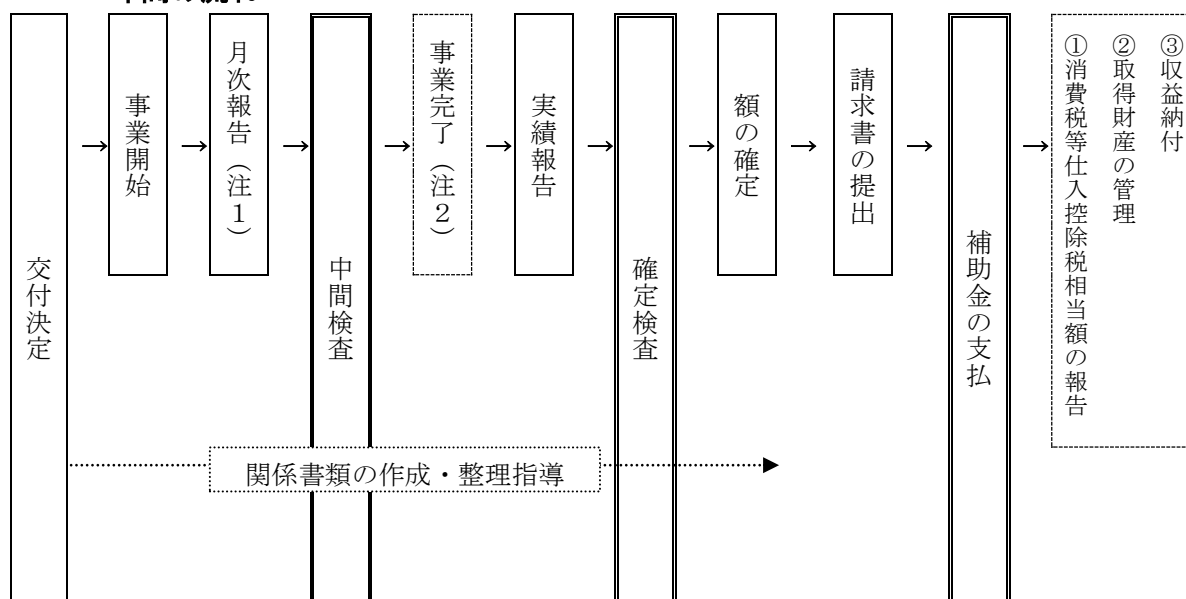 交付決定
→
事業開始
→
月次報告（注１）
→
中間検査
→
事業完了（注２）
→
実績報告
→
確定検査
→
額の確定
→
請求書の提出
→
補助金の支払
→
①消費税等仕入控除税相当額の報告
②取得財産の管理
③収益納付
関係書類の作成・整理指導